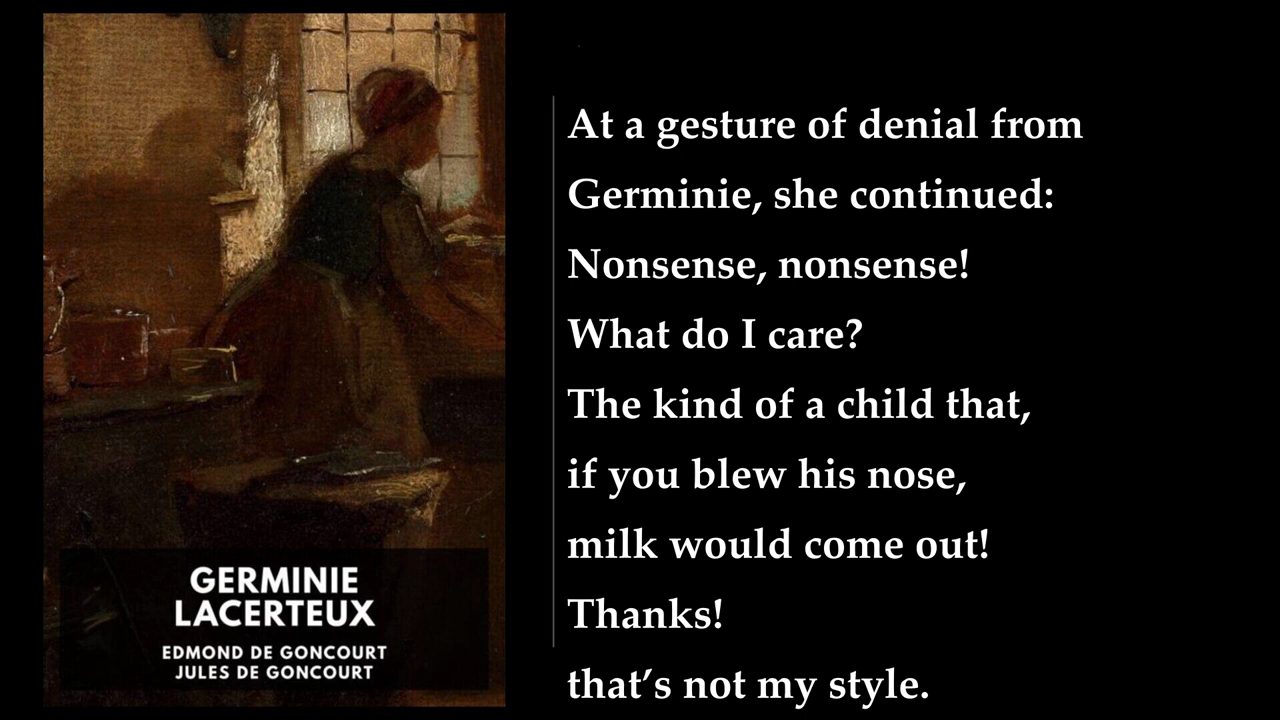 GERMINIE
LACERTEUX
EDMOND DE GONCOURT
JULES DE GONCOURT
At a gesture of denial from
Germinie, she continued:
Nonsense, nonsense!
What do I care?
The kind of a child that,
if you blew his nose,
milk would come out!
Thanks!
that’s not my style.